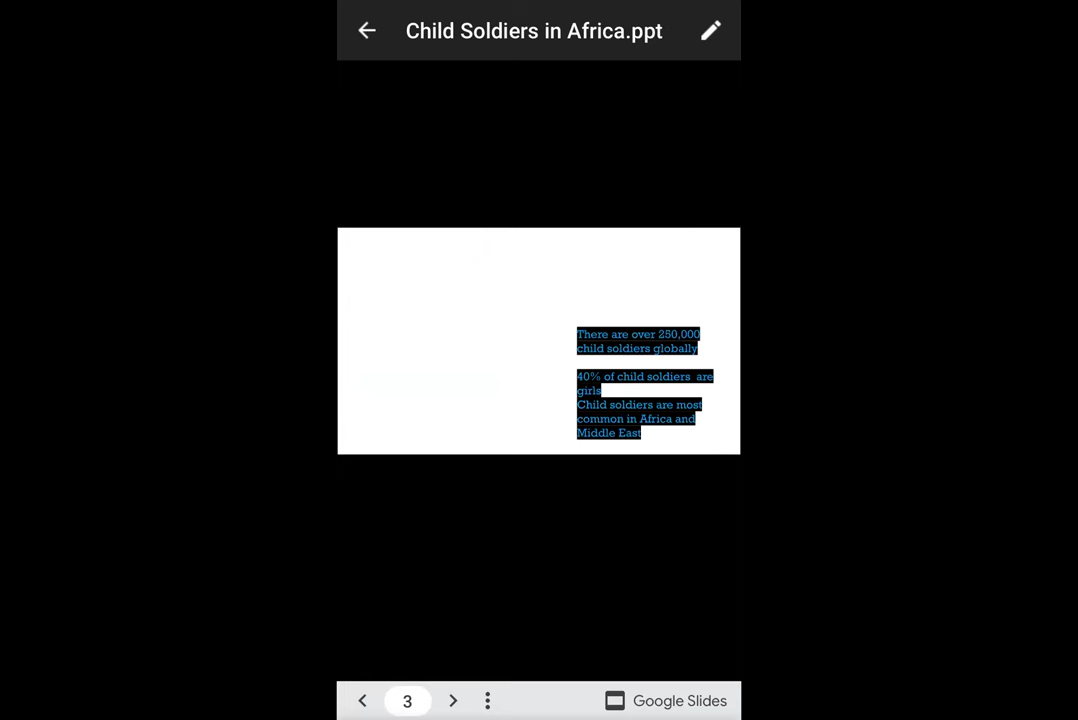 Child Soldiers in Africa.ppt
There are over 250,000
child soldiers globally
40% of child soldiers  are
girls
Child soldiers are most
common in Africa and
Middle East
3
Google Slides